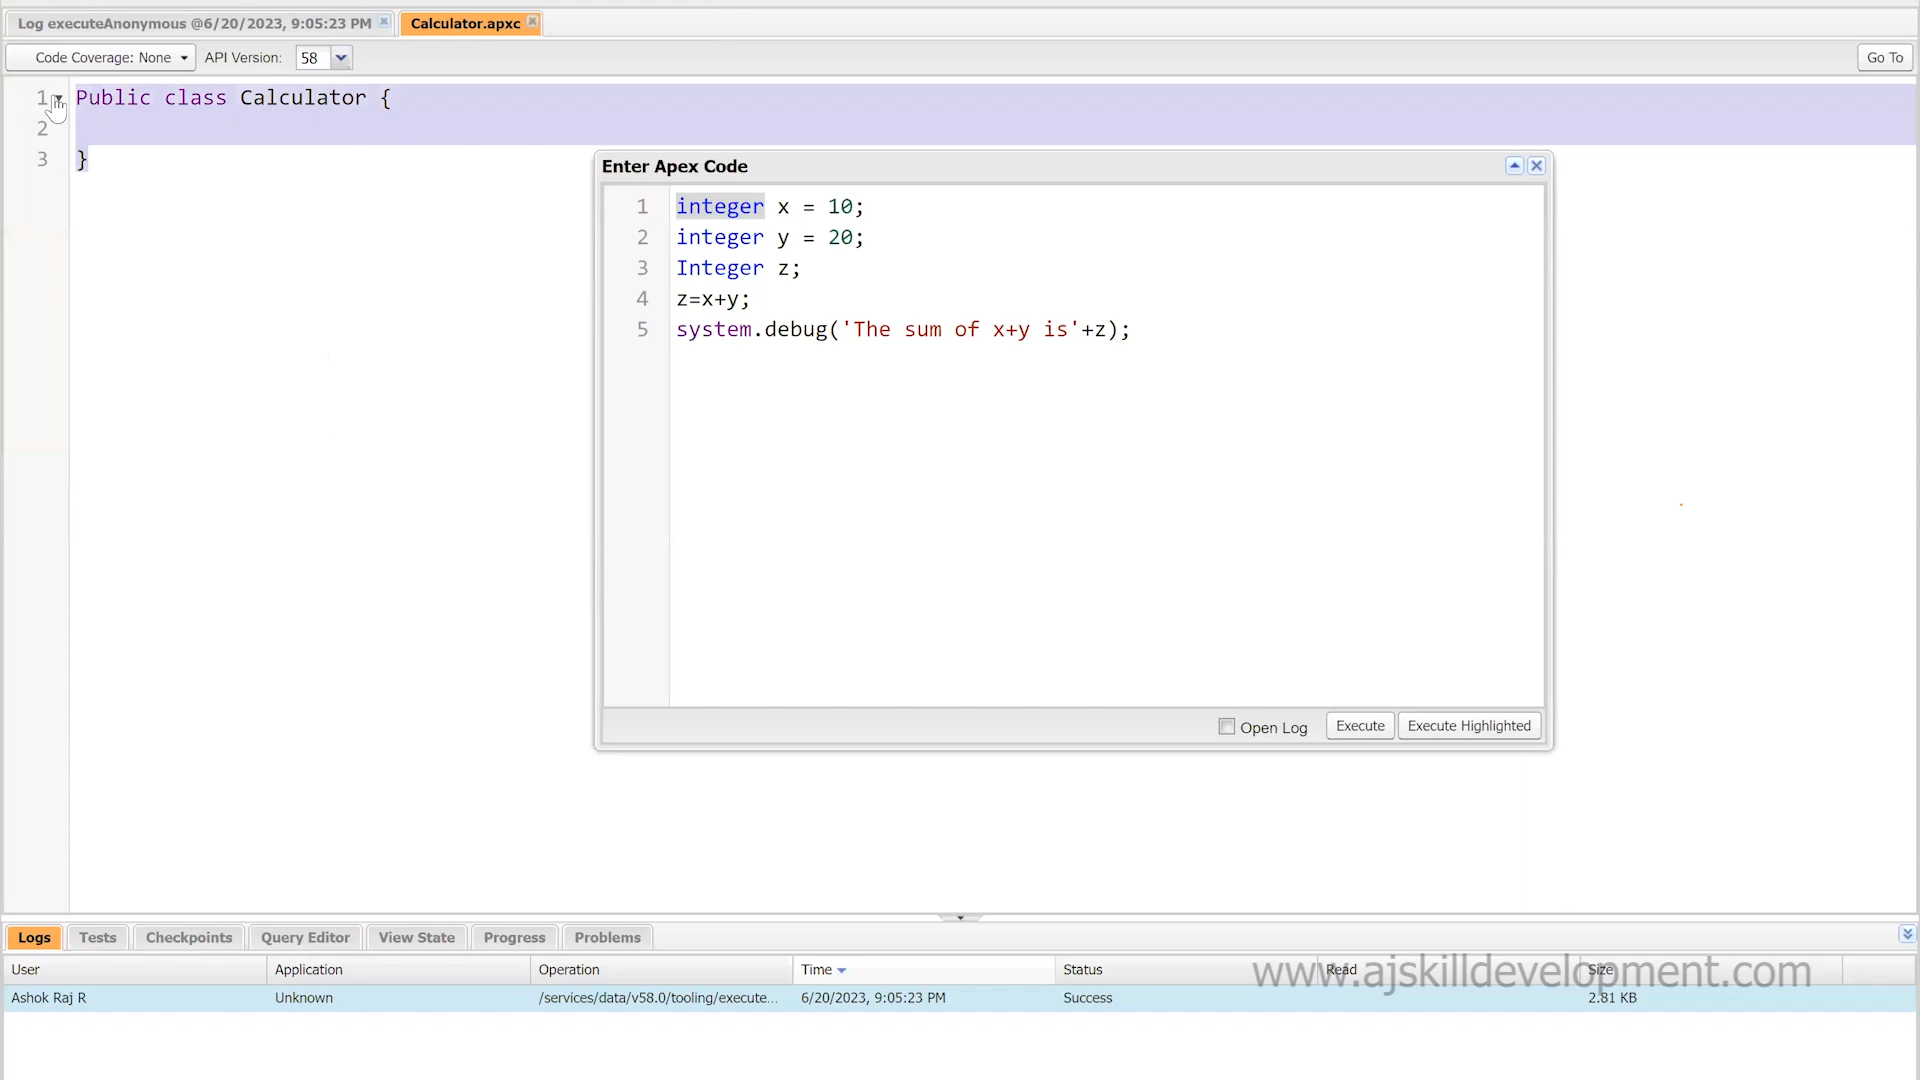 Log executeAnonymous @6/20/2023, 9:05:23 PM
Calculator.apxc
Code Coverage: None
API Version:
58
Go To
1 Public class Calculator {
2
3 }
Enter Apex Code
1 integer x = 10;
2 integer y = 20;
3 Integer z;
4 z=x+y;
5 system.debug('The sum of x+y is'+z);
Open Log
Execute
Execute Highlighted
Logs
Tests
Checkpoints
Query Editor
View State
Progress
Problems
User
Application
Operation
Time
Status
Read
Size
www.ajskilldevelopment.com
Ashok Raj R
Unknown
/services/data/v58.0/tooling/execute...
6/20/2023, 9:05:23 PM
Success
2.81 KB